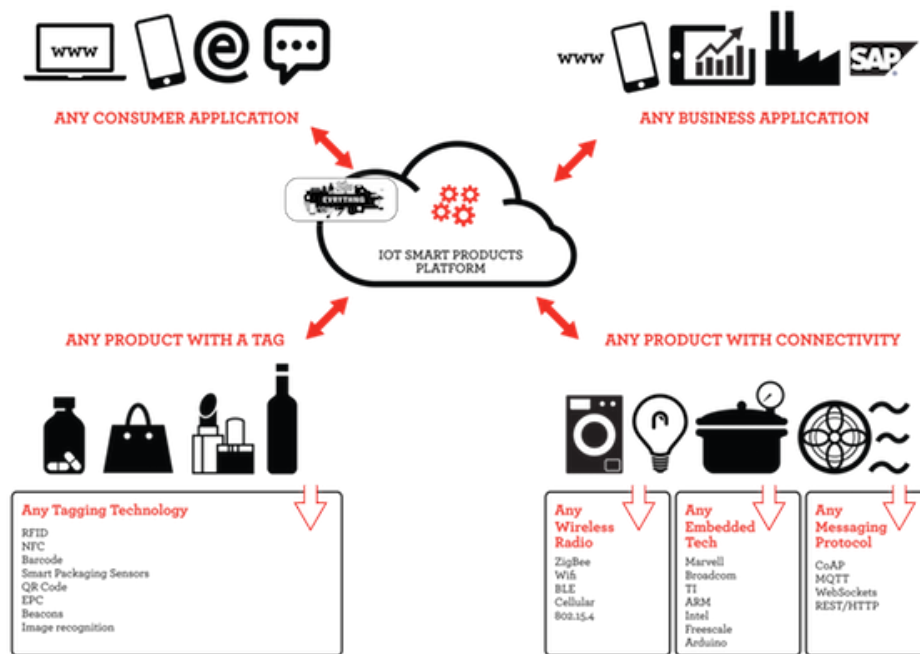 www
www
SAP
ANY CONSUMER APPLICATION
ANY BUSINESS APPLICATION
EVRYTHNG
IOT SMART PRODUCTS
PLATFORM
ANY PRODUCT WITH A TAG
ANY PRODUCT WITH CONNECTIVITY
Any Tagging Technology
RFID
NFC
Barcode
Smart Packaging Sensors
QR Code
EPC
Beacons
Image recognition
Any
Wireless
Radio
ZigBee
Wifi
BLE
Cellular
802.15.4
Any
Embedded
Tech
Marvell
Broadcom
TI
ARM
Intel
Freescale
Arduino
Any
Messaging
Protocol
CoAP
MQTT
WebSockets
REST/HTTP